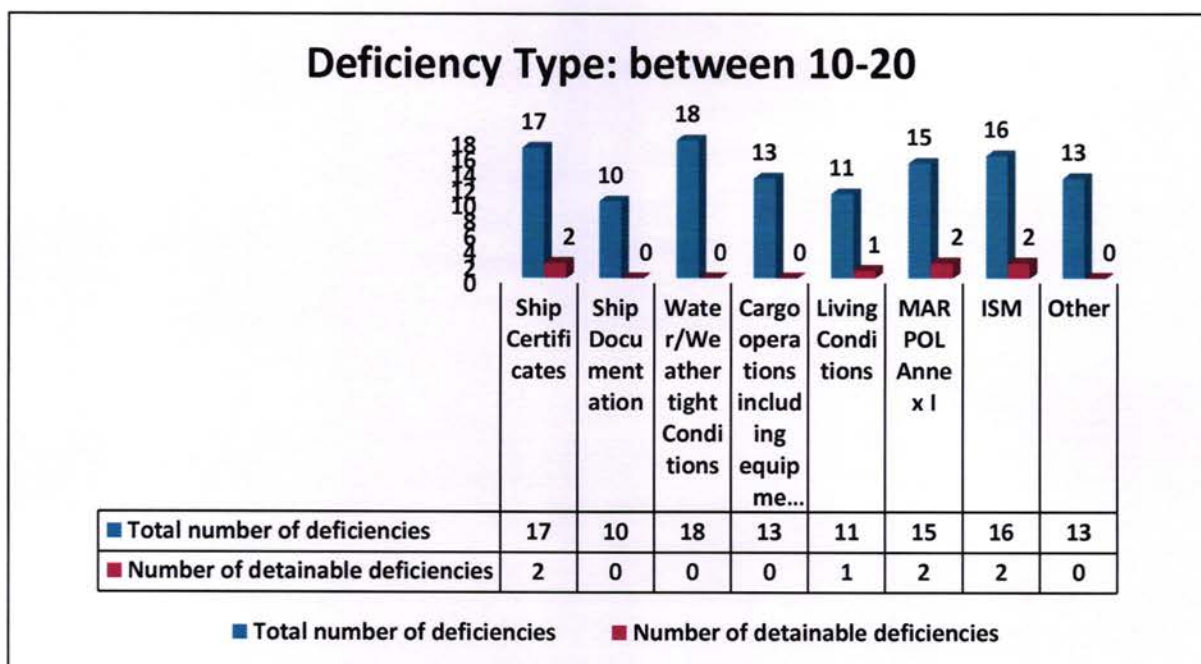 Deficiency Type: between 10-20
18
16
14
12
10
8
6
4
2
0
17
2
10
0
18
0
13
0
11
1
15
2
16
2
13
0
Ship
Certifi
cates
Ship
Docu
ment
ation
Wate
r/We
ather
tight
Condi
tions
Cargo
opera
tions
includ
ing
equip
me...
Living
Condi
tions
MAR
POL
Anne
x I
ISM
Other
Total number of deficiencies 17 10 18 13 11 15 16 13
Number of detainable deficiencies 2 0 0 0 1 2 2 0
Total number of deficiencies Number of detainable deficiencies